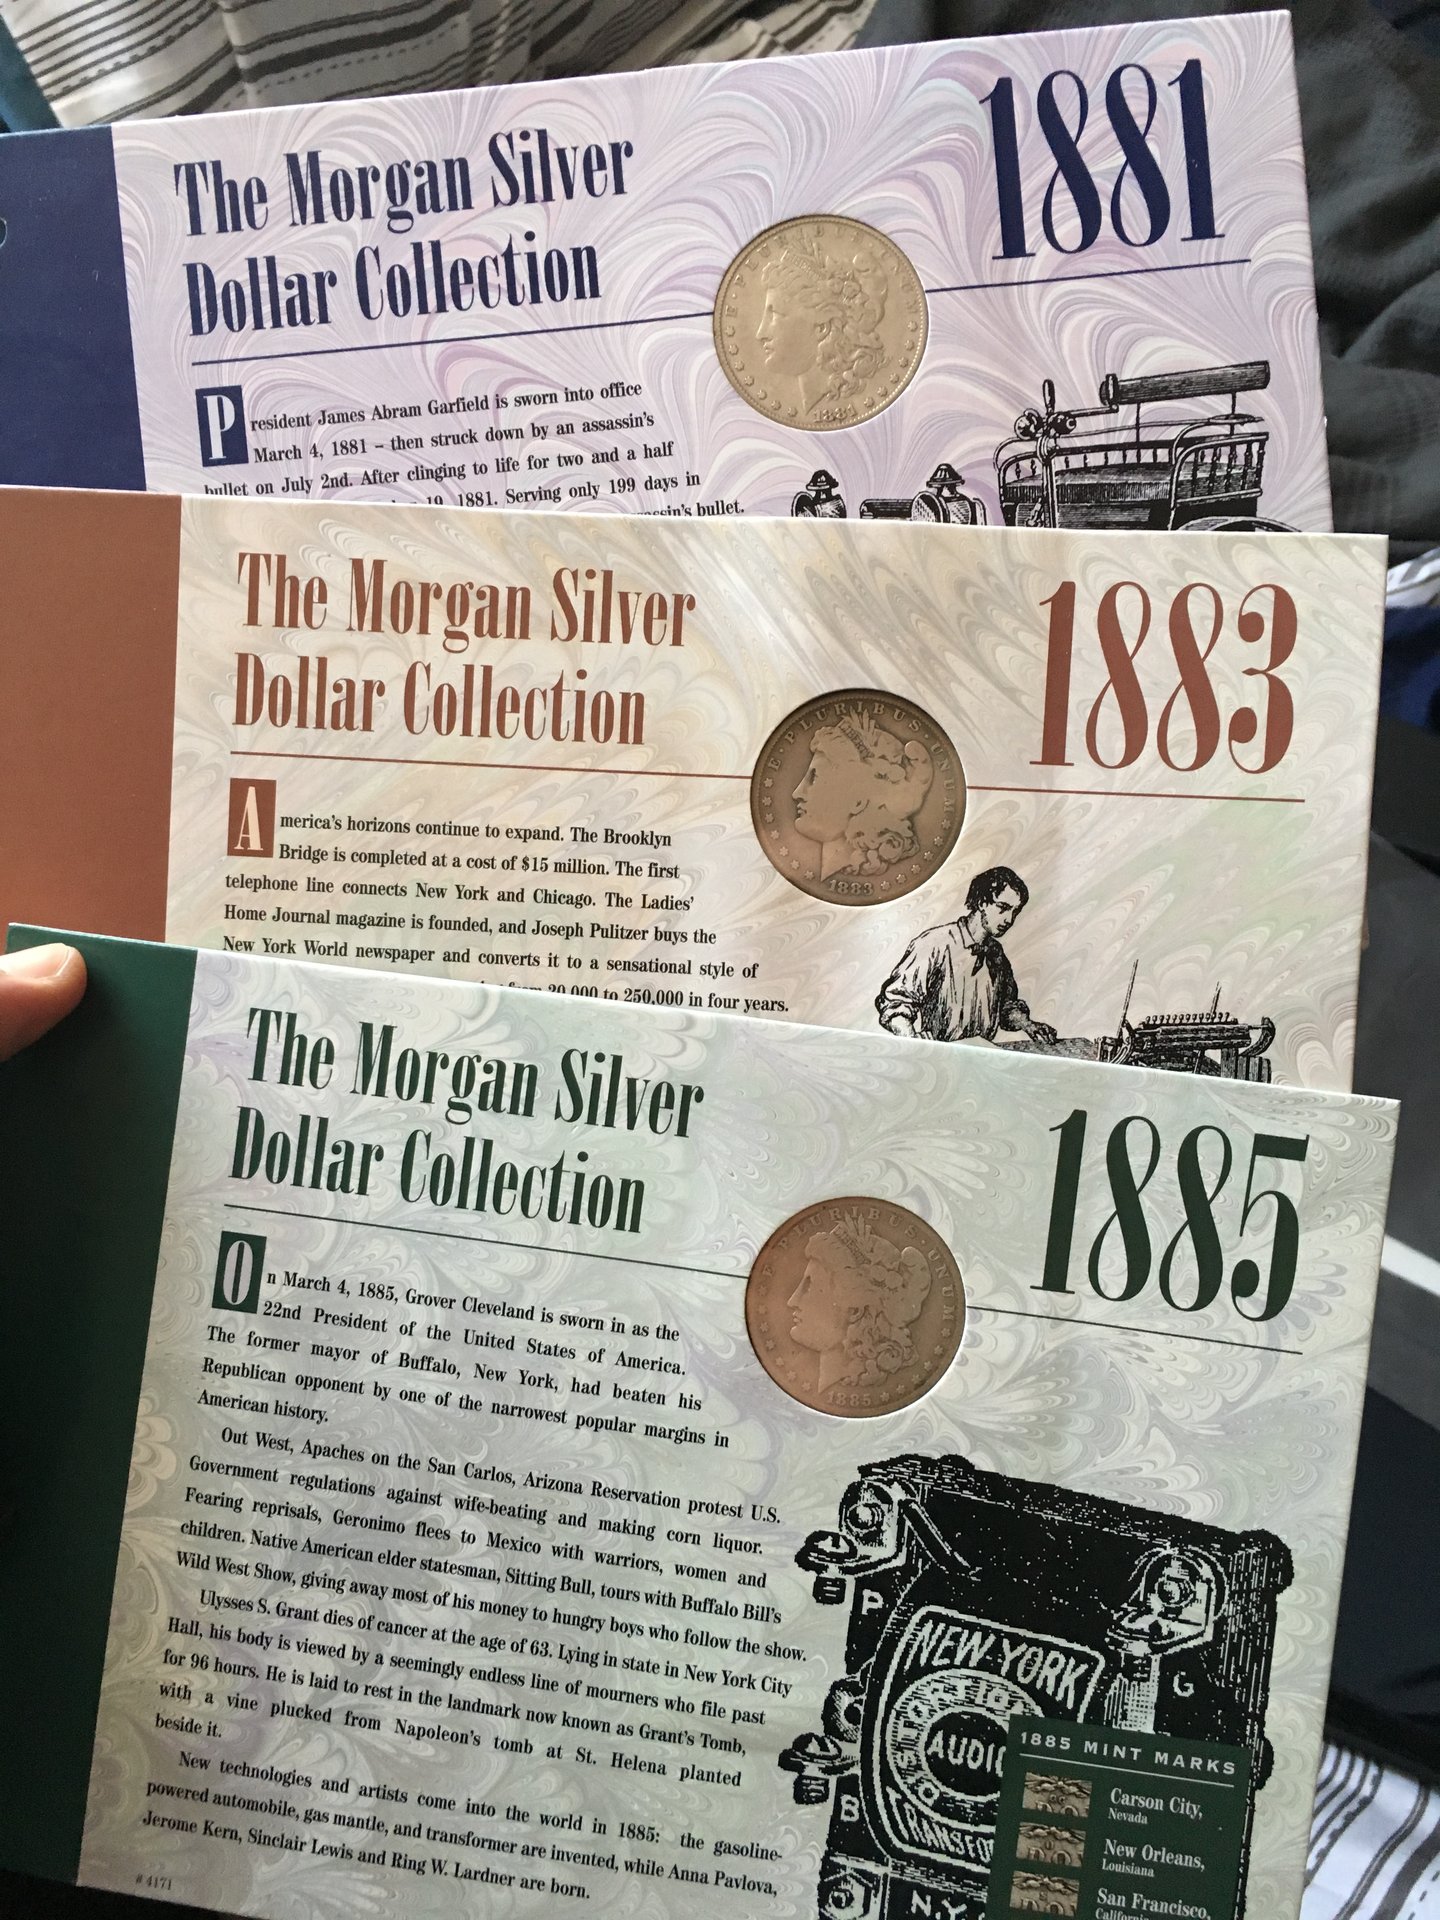 The Morgan Silver
Dollar Collection
1881
E · PLURIBUS · UNUM
1881
President James Abram Garfield is sworn into office
March 4, 1881 – then struck down by an assassin's
bullet on July 2nd. After clinging to life for two and a half
19, 1881. Serving only 199 days in
bullet.
The Morgan Silver
Dollar Collection
1883
E · PLURIBUS · UNUM
LIBERTY
1883
America's horizons continue to expand. The Brooklyn
Bridge is completed at a cost of $15 million. The first
telephone line connects New York and Chicago. The Ladies'
Home Journal magazine is founded, and Joseph Pulitzer buys the
New York World newspaper and converts it to a sensational style of
20,000 to 250,000 in four years.
The Morgan Silver
Dollar Collection
1885
E PLURIBUS · UNUM
LIBERTY
1885
On March 4, 1885, Grover Cleveland is sworn in as the
22nd President of the United States of America.
The former mayor of Buffalo, New York, had beaten his
Republican opponent by one of the narrowest popular margins in
American history.
Out West, Apaches on the San Carlos, Arizona Reservation protest U.S.
Government regulations against wife-beating and making corn liquor.
Fearing reprisals, Geronimo flees to Mexico with warriors, women and
children. Native American elder statesman, Sitting Bull, tours with Buffalo Bill's
Wild West Show, giving away most of his money to hungry boys who follow the show.
Ulysses S. Grant dies of cancer at the age of 63. Lying in state in New York City
Hall, his body is viewed by a seemingly endless line of mourners who file past
for 96 hours. He is laid to rest in the landmark now known as Grant's Tomb,
with a vine plucked from Napoleon's tomb at St. Helena planted
beside it.
New technologies and artists come into the world in 1885: the gasoline-
powered automobile, gas mantle, and transformer are invented, while Anna Pavlova,
Jerome Kern, Sinclair Lewis and Ring W. Lardner are born.
#4171
P
G
NEW-YORK
AUDIO
B
N.Y.
1885 MINT MARKS
Carson City,
Nevada
New Orleans,
Louisiana
San Francisco,
California